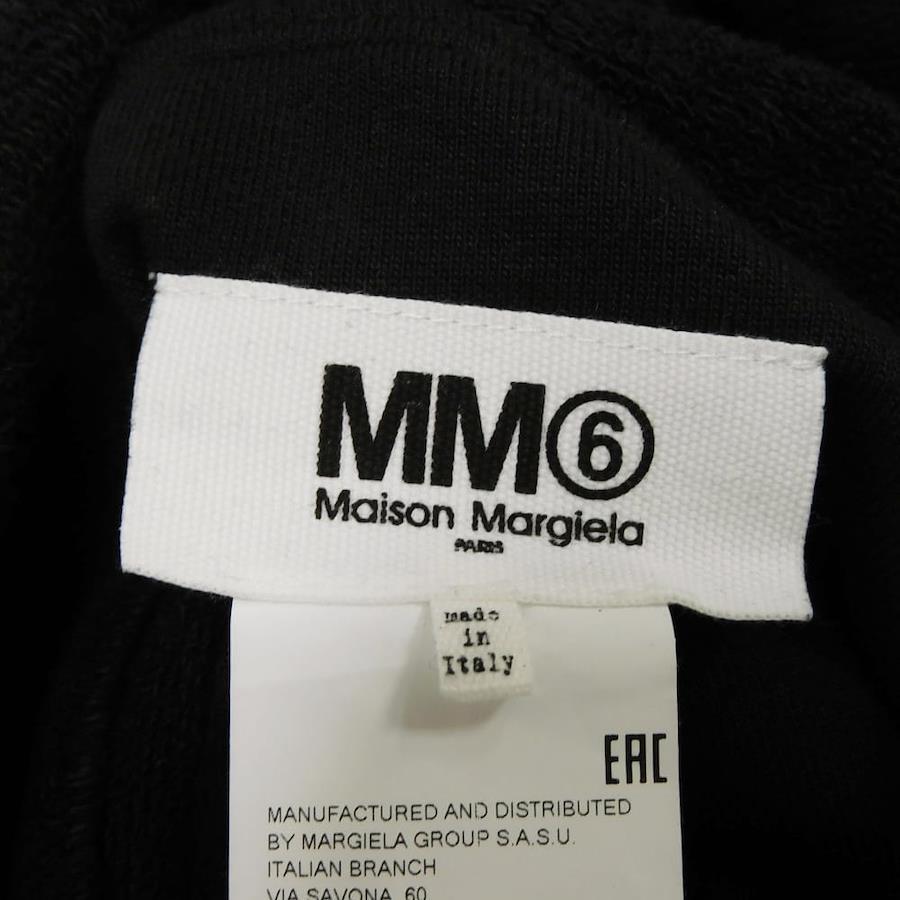 MM⑥
Maison Margiela
PARIS
made
in
Italy
EAC
MANUFACTURED AND DISTRIBUTED
BY MARGIELA GROUP S.A.S.U.
ITALIAN BRANCH
VIA SAVONA, 60